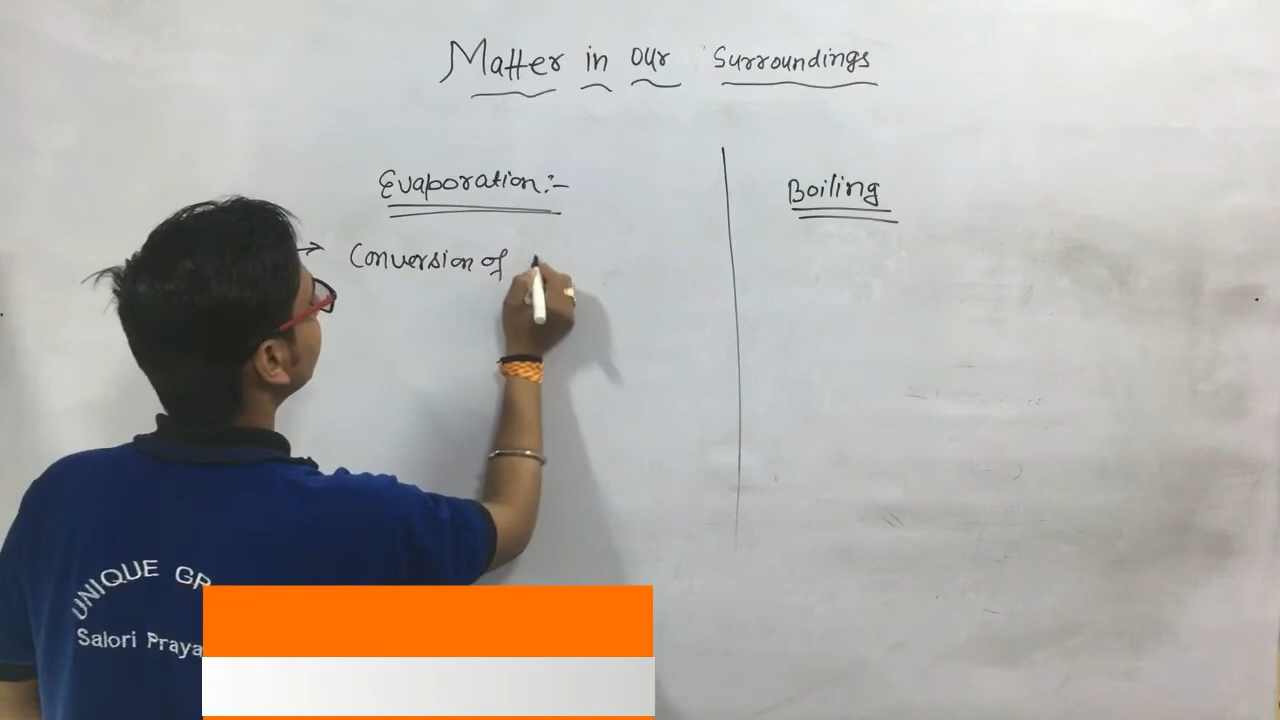 Matter in our Surroundings
Evaporation:-
Boiling
→ Conversion of
UNIQUE GR
Salori Praya